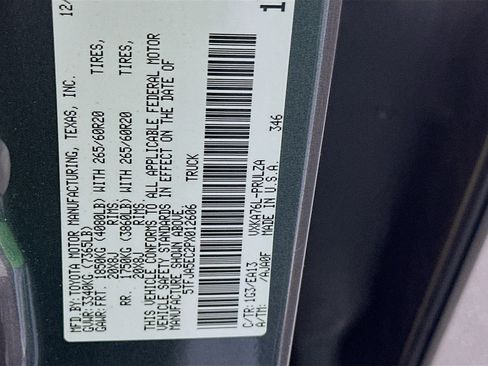 MFD.BY: TOYOTA MOTOR MANUFACTURING, TEXAS, INC. 12/
GVWR: 3340KG (7365LB)
GAWR: FRT. 1850KG (4080LB) WITH 265/60R20 TIRES,
20X8J RIMS,
RR. 1750KG (3860LB) WITH 265/60R20 TIRES,
20X8J RIMS,
THIS VEHICLE CONFORMS TO ALL APPLICABLE FEDERAL MOTOR
VEHICLE SAFETY STANDARDS IN EFFECT ON THE DATE OF
MANUFACTURE SHOWN ABOVE.
5TFJA5EC2PX012606 TRUCK
VXKA76L-PRULZA
C/TR: 1G3/EA13 MADE IN U.S.A.
A/TM: /AJA0F 346
1